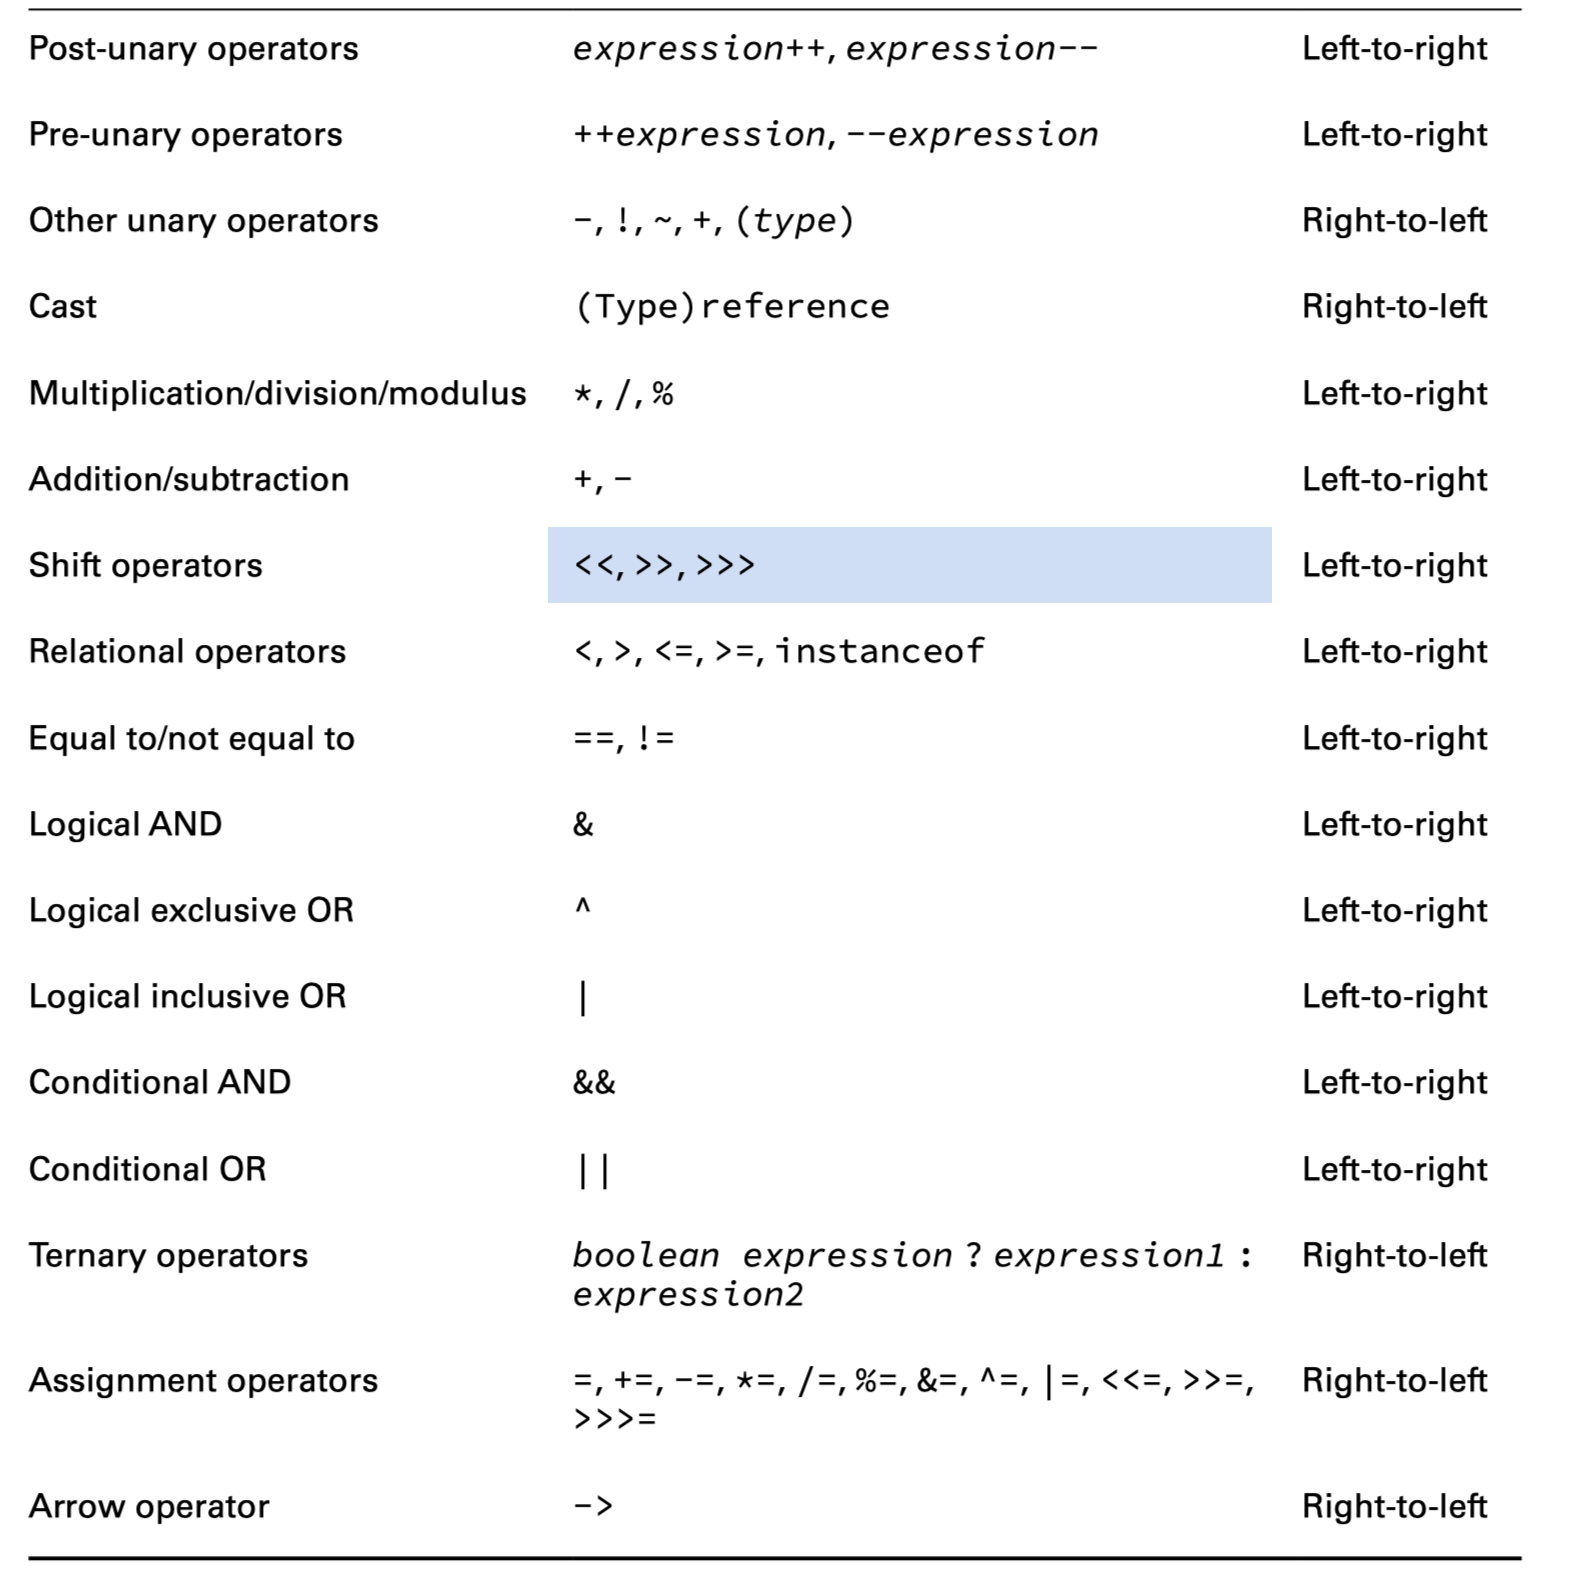 Post-unary operators expression++, expression-- Left-to-right
Pre-unary operators ++expression, --expression Left-to-right
Other unary operators -, !, ~, +, (type) Right-to-left
Cast (Type)reference Right-to-left
Multiplication/division/modulus *, /, % Left-to-right
Addition/subtraction +, - Left-to-right
Shift operators <<, >>, >>> Left-to-right
Relational operators <, >, <=, >=, instanceof Left-to-right
Equal to/not equal to ==, != Left-to-right
Logical AND & Left-to-right
Logical exclusive OR ^ Left-to-right
Logical inclusive OR | Left-to-right
Conditional AND && Left-to-right
Conditional OR || Left-to-right
Ternary operators boolean expression ? expression1 : Right-to-left
expression2
Assignment operators =, +=, -=, *=, /=, %=, &=, ^=, |=, <<=, >>=, Right-to-left
>>>=
Arrow operator -> Right-to-left